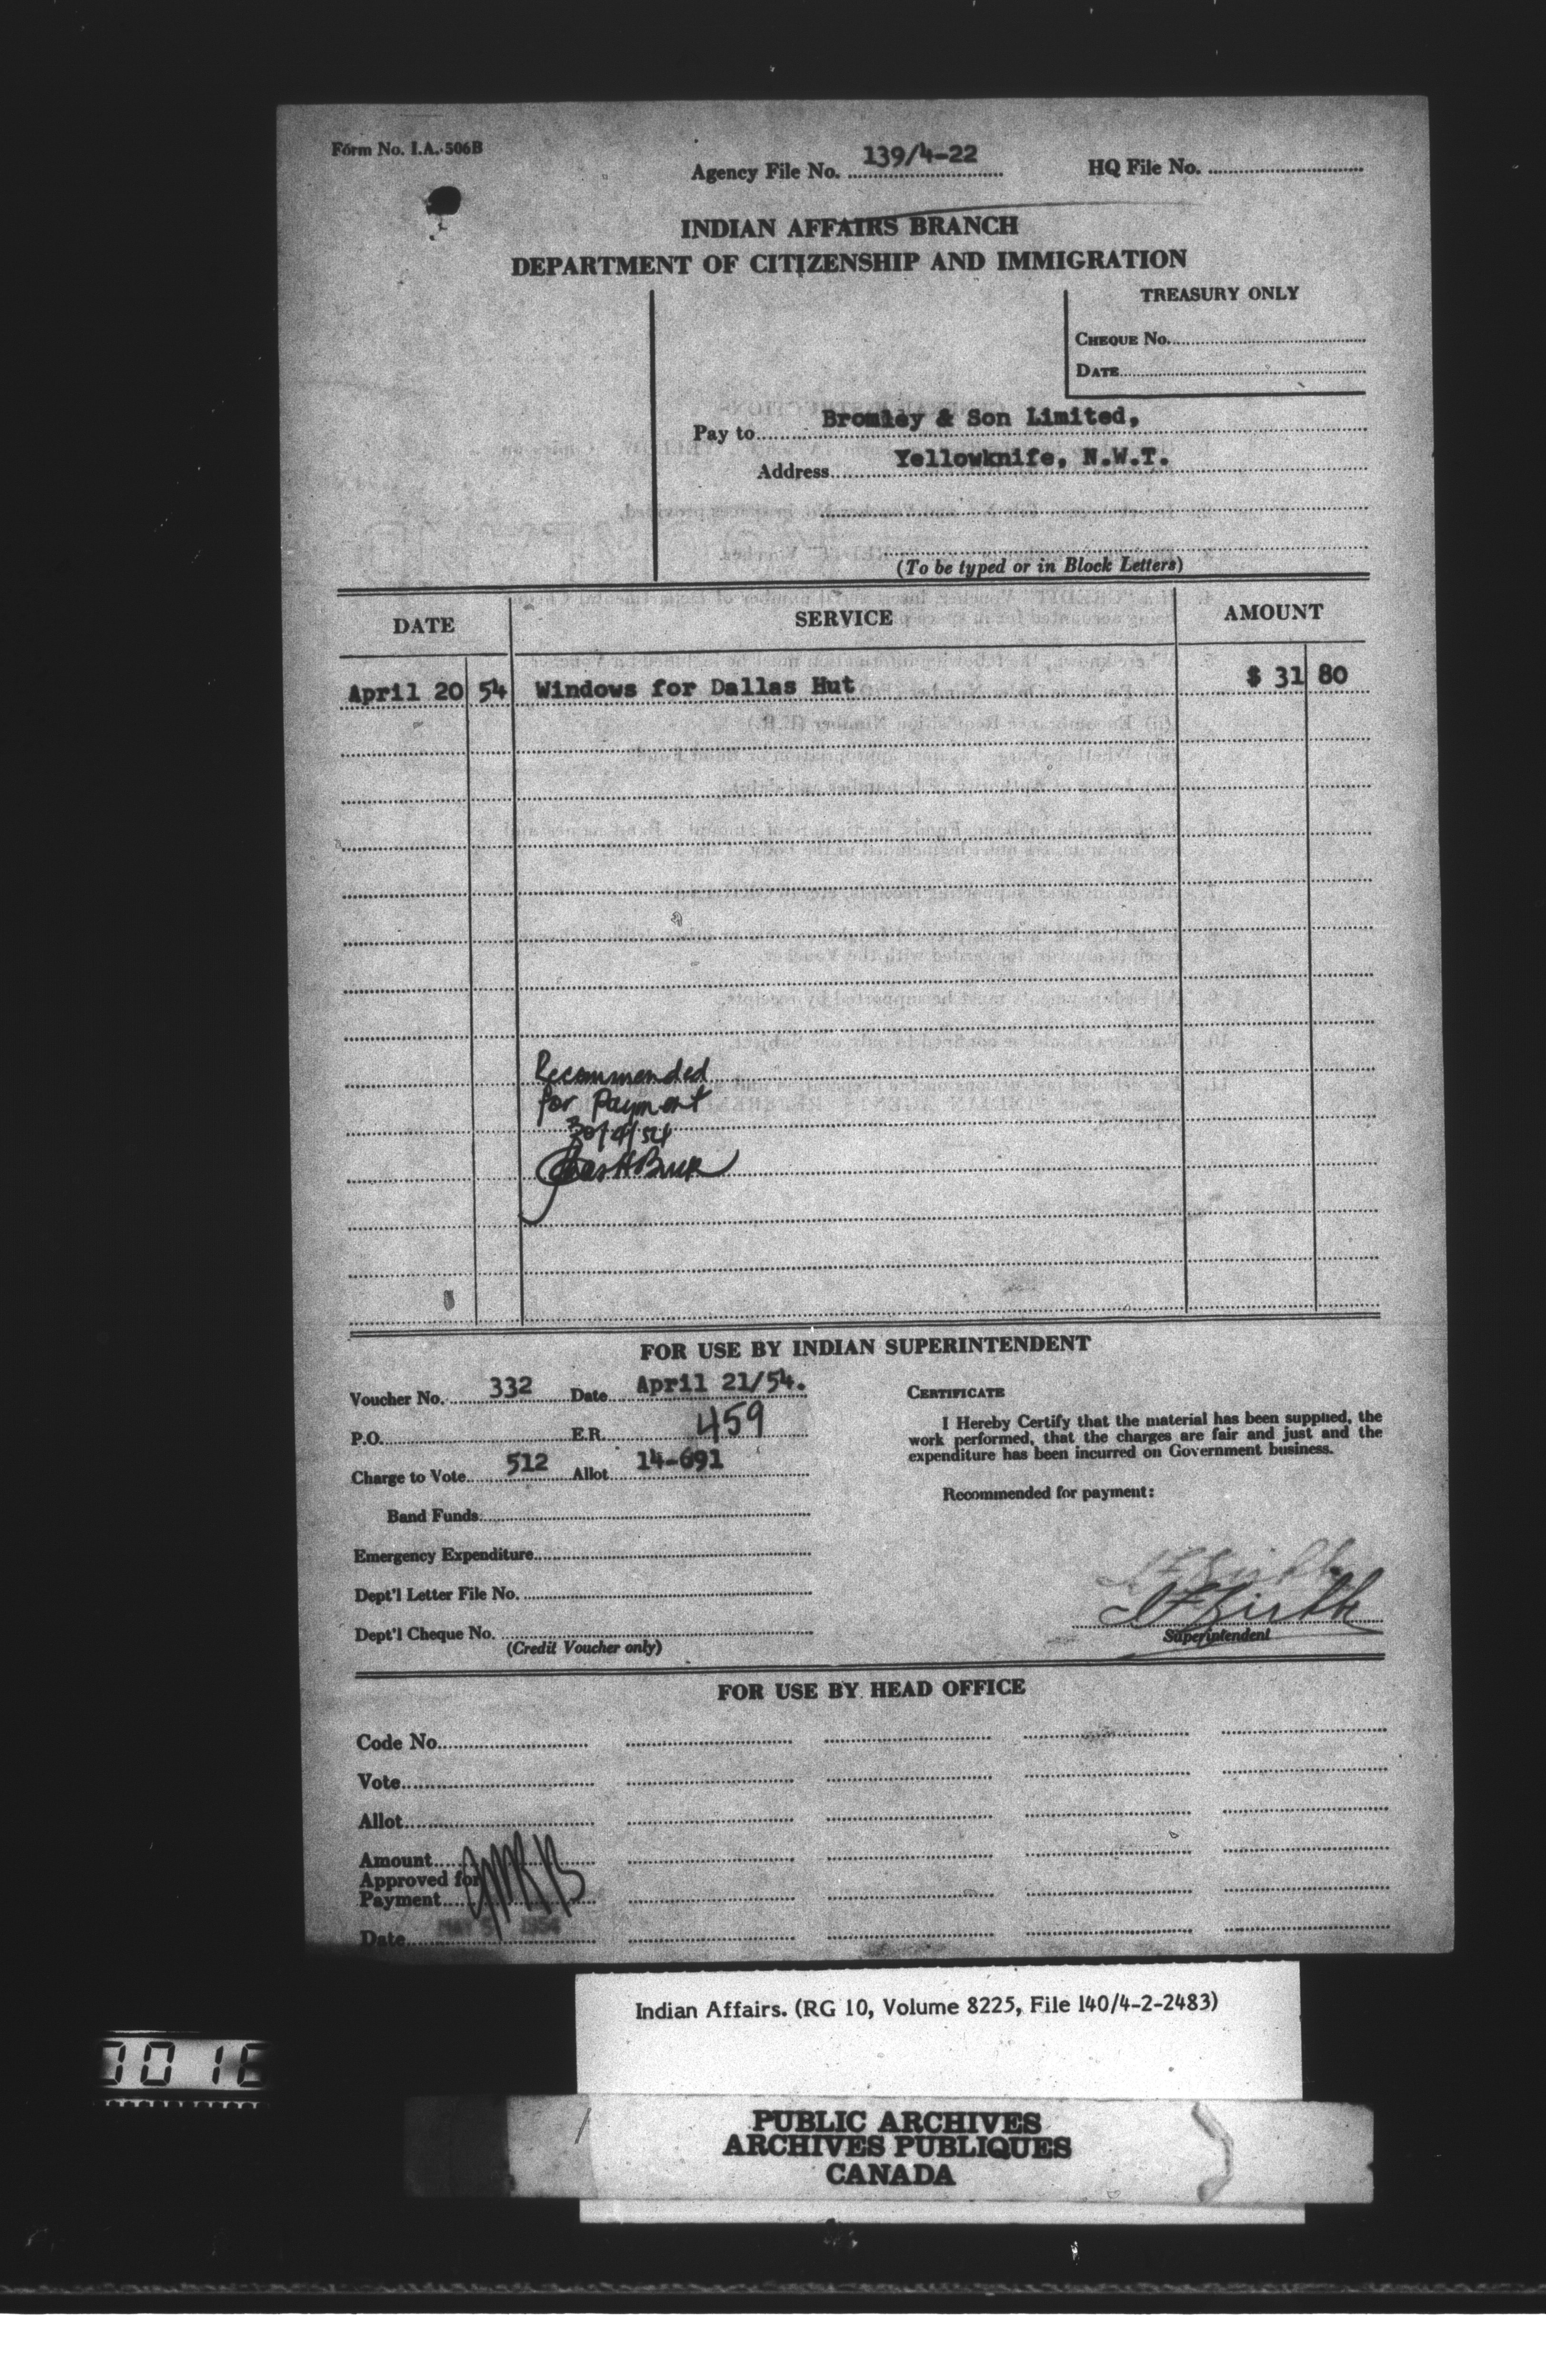 Form No. I.A. 506B
Agency File No. 139/4-22
HQ File No.
INDIAN AFFAIRS BRANCH
DEPARTMENT OF CITIZENSHIP AND IMMIGRATION
TREASURY ONLY
CHEQUE No.
DATE
Pay to Bromley & Son Limited,
Address Yellowknife, N.W.T.
(To be typed or in Block Letters)
DATE SERVICE AMOUNT
April 20 54 Windows for Dallas Hut $ 31 80
Recommended
for Payment
30/4/54
FOR USE BY INDIAN SUPERINTENDENT
Voucher No. 332 Date April 21/54.
P.O. E.R. 459
Charge to Vote 512 Allot 14-691
Band Funds
Emergency Expenditure
Dept'l Letter File No.
Dept'l Cheque No.
(Credit Voucher only)
CERTIFICATE
I Hereby Certify that the material has been supplied, the
work performed, that the charges are fair and just and the
expenditure has been incurred on Government business.
Recommended for payment:
Superintendent
FOR USE BY HEAD OFFICE
Code No.
Vote
Allot.
Amount
Approved for
Payment
Date
Indian Affairs. (RG 10, Volume 8225, File 140/4-2-2483)
PUBLIC ARCHIVES
ARCHIVES PUBLIQUES
CANADA